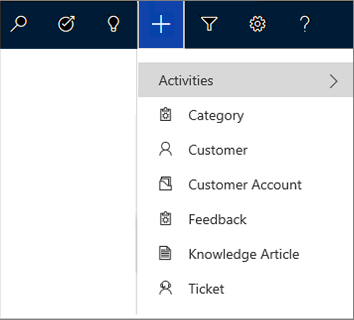 Activities
Category
Customer
Customer Account
Feedback
Knowledge Article
Ticket